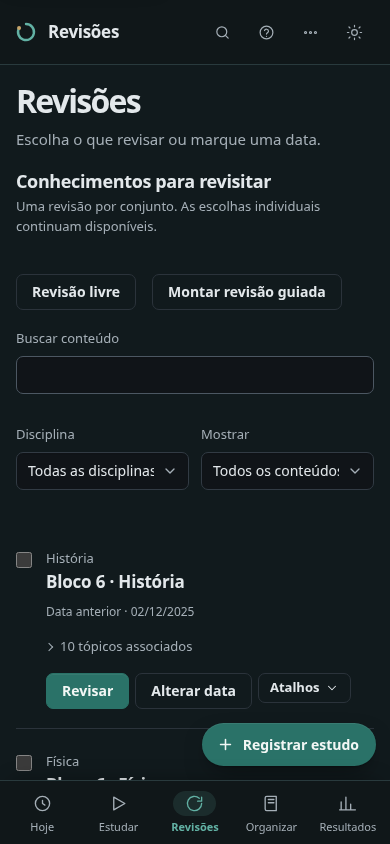 Revisões
Revisões
Escolha o que revisar ou marque uma data.
Conhecimentos para revisitar
Uma revisão por conjunto. As escolhas individuais
continuam disponíveis.
Revisão livre
Montar revisão guiada
Buscar conteúdo
Disciplina
Mostrar
Todas as disciplinas
Todos os conteúdos
História
Bloco 6 · História
Data anterior · 02/12/2025
10 tópicos associados
Revisar
Alterar data
Atalhos
Registrar estudo
Física
Hoje
Estudar
Revisões
Organizar
Resultados